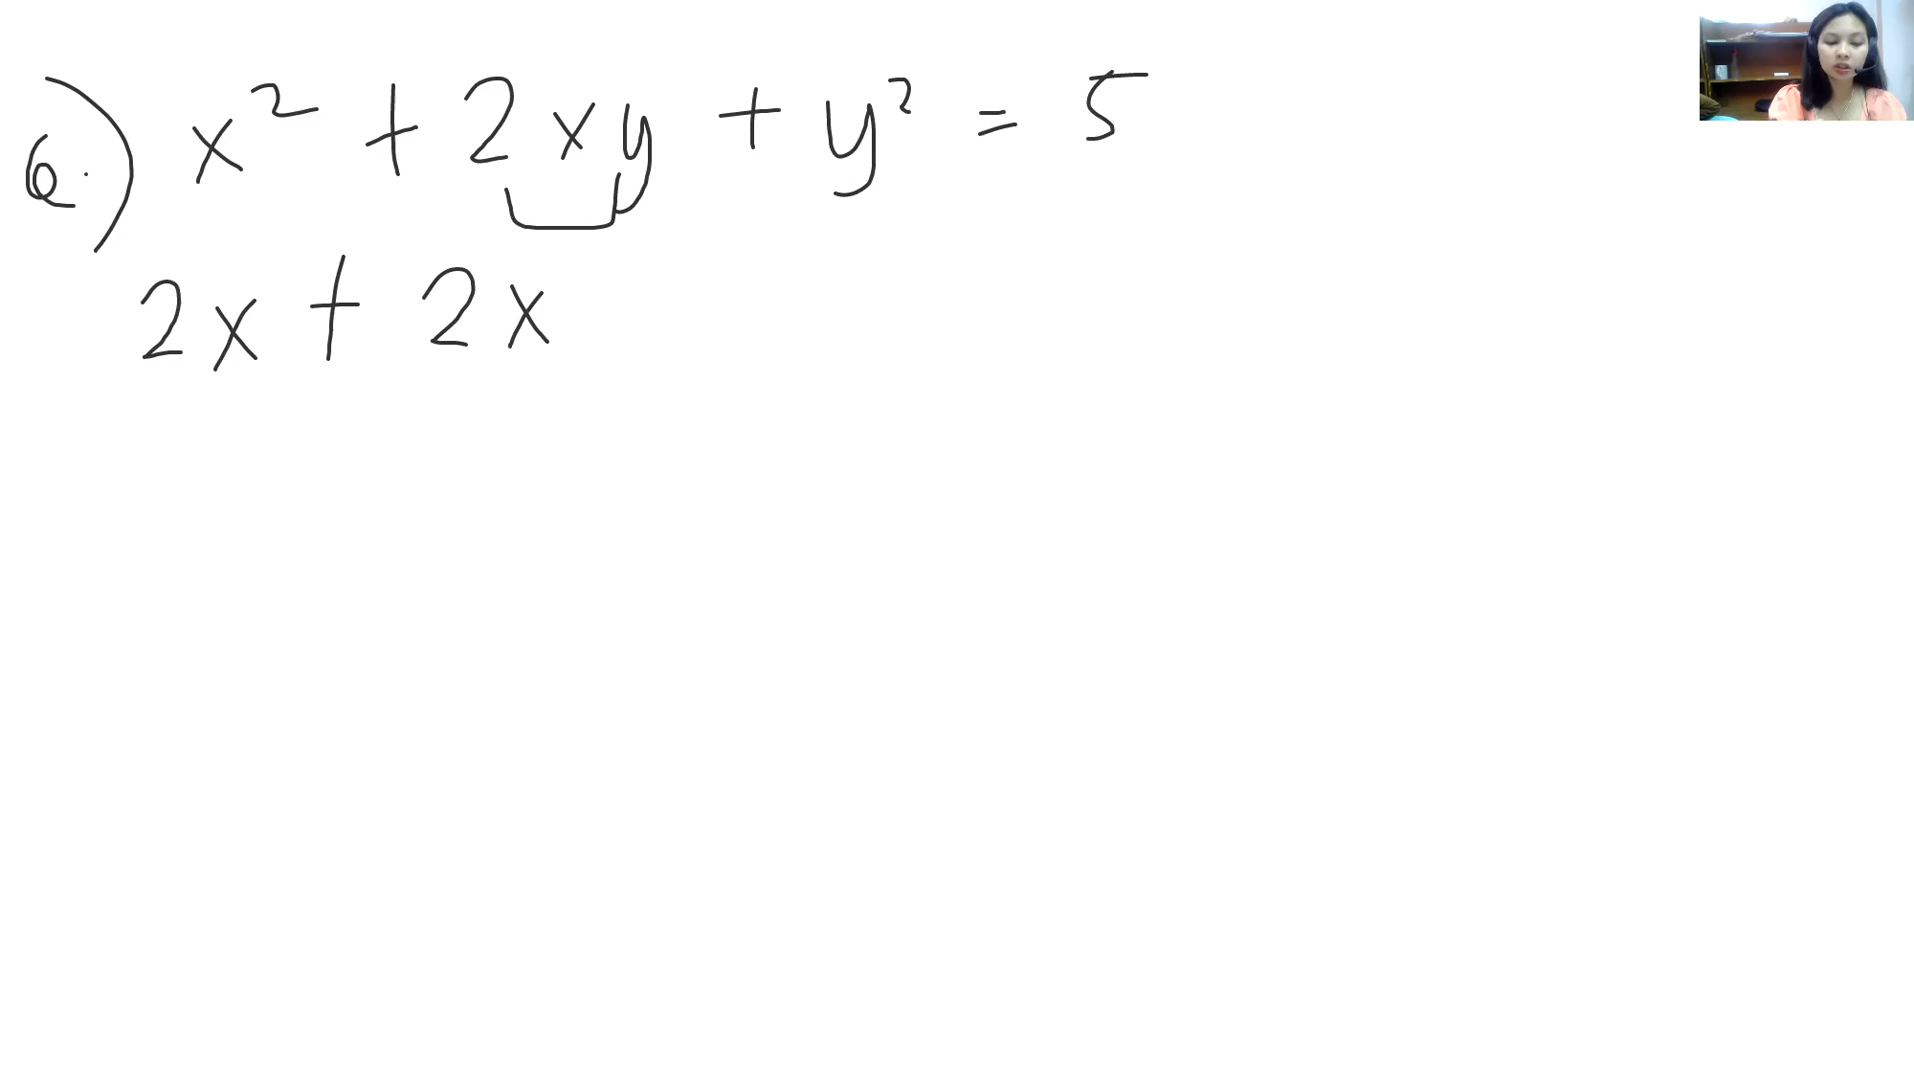 6.) x² + 2xy + y² = 5
2x + 2x